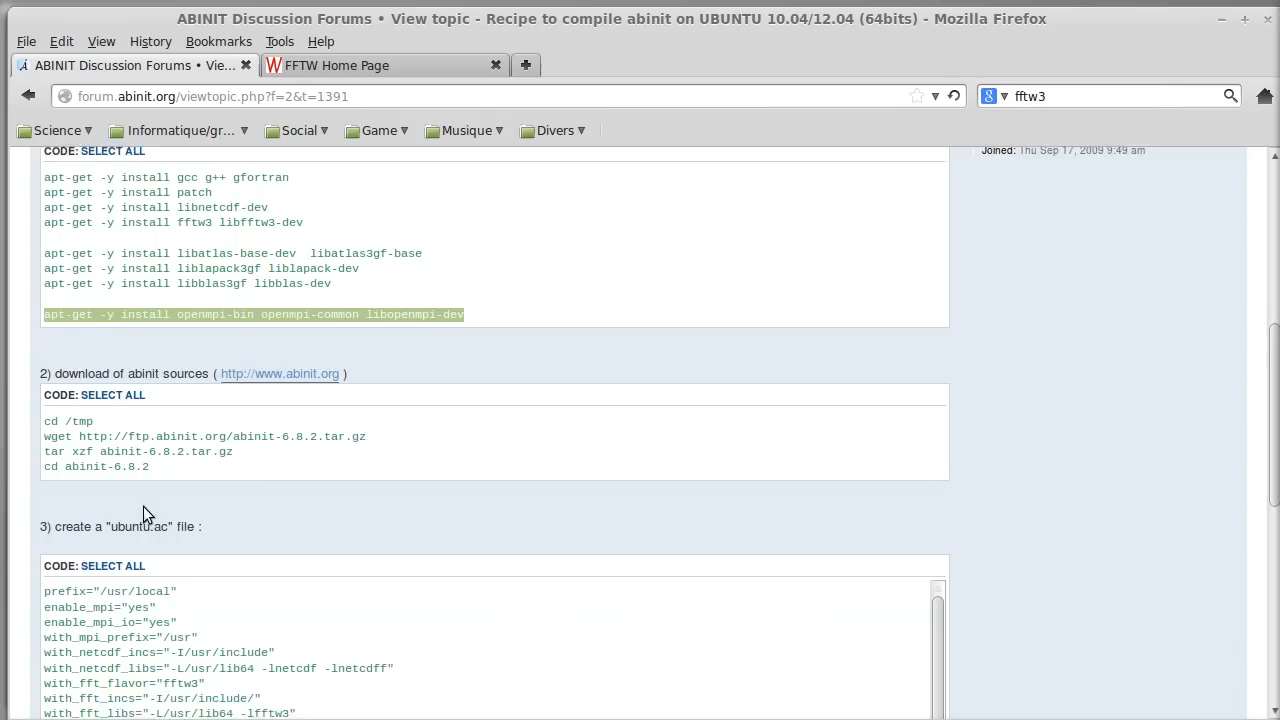 ABINIT Discussion Forums • View topic - Recipe to compile abinit on UBUNTU 10.04/12.04 (64bits) - Mozilla Firefox
File Edit View History Bookmarks Tools Help
ABINIT Discussion Forums • Vie... FFTW Home Page
forum.abinit.org/viewtopic.php?f=2&t=1391 fftw3
Science Informatique/gr... Social Game Musique Divers
CODE: SELECT ALL
Joined: Thu Sep 17, 2009 9:49 am
apt-get -y install gcc g++ gfortran
apt-get -y install patch
apt-get -y install libnetcdf-dev
apt-get -y install fftw3 libfftw3-dev
apt-get -y install libatlas-base-dev  libatlas3gf-base
apt-get -y install liblapack3gf liblapack-dev
apt-get -y install libblas3gf libblas-dev
apt-get -y install openmpi-bin openmpi-common libopenmpi-dev
2) download of abinit sources ( http://www.abinit.org )
CODE: SELECT ALL
cd /tmp
wget http://ftp.abinit.org/abinit-6.8.2.tar.gz
tar xzf abinit-6.8.2.tar.gz
cd abinit-6.8.2
3) create a "ubuntu.ac" file :
CODE: SELECT ALL
prefix="/usr/local"
enable_mpi="yes"
enable_mpi_io="yes"
with_mpi_prefix="/usr"
with_netcdf_incs="-I/usr/include"
with_netcdf_libs="-L/usr/lib64 -lnetcdf -lnetcdff"
with_fft_flavor="fftw3"
with_fft_incs="-I/usr/include/"
with_fft_libs="-L/usr/lib64 -lfftw3"